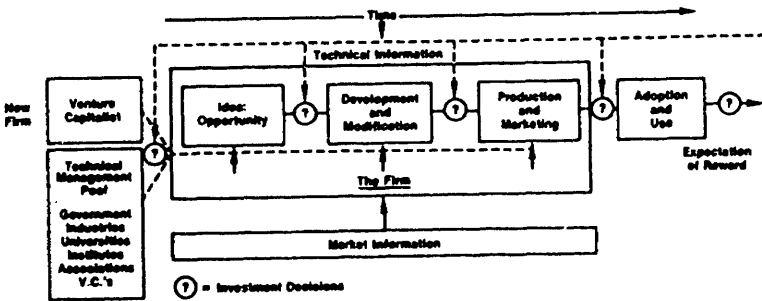 Time
Technical Information
New
Firm
Venture
Capitalist
Idea:
Opportunity
?
Development
and
Modification
?
Production
and
Marketing
?
Adoption
and
Use
?
?
Technical
Management
Pool
Government
Industries
Universities
Institutes
Associations
V.C.'s
Expectation
of Reward
The Firm
Market Information
? = Investment Decisions